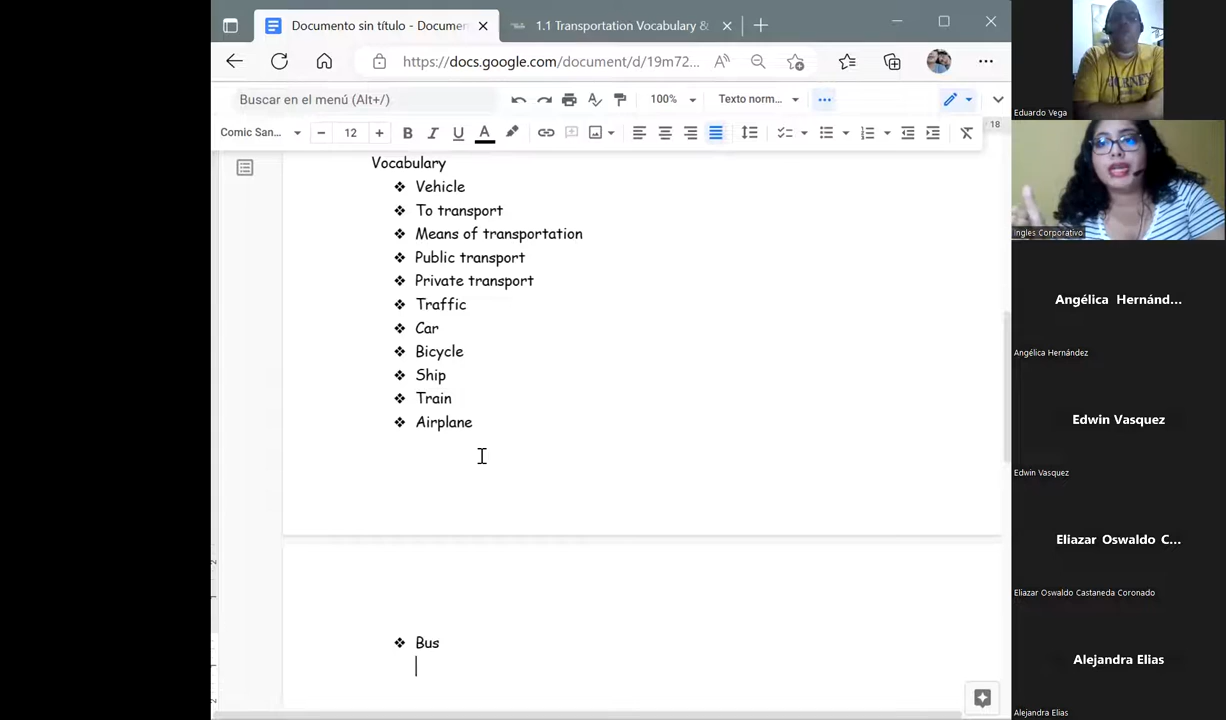 Documento sin título - Documen
1.1 Transportation Vocabulary &
https://docs.google.com/document/d/19m72...
Buscar en el menú (Alt+/)
100%
Texto norm...
Comic San...
12
18
Vocabulary
❖ Vehicle
❖ To transport
❖ Means of transportation
❖ Public transport
❖ Private transport
❖ Traffic
❖ Car
❖ Bicycle
❖ Ship
❖ Train
❖ Airplane
❖ Bus
Eduardo Vega
Ingles Corporativo
Angélica Hernánd...
Angélica Hernández
Edwin Vasquez
Edwin Vasquez
Eliazar Oswaldo C...
Eliazar Oswaldo Castaneda Coronado
Alejandra Elias
Alejandra Elias